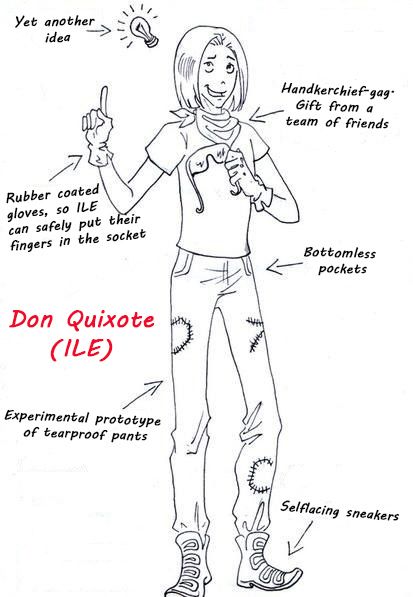 Yet another
idea
Handkerchief-gag-
Gift from a
team of friends
Rubber coated
gloves, so ILE
can safely put their
fingers in the socket
Bottomless
pockets
Don Quixote
(ILE)
Experimental prototype
of tearproof pants
Selflacing sneakers